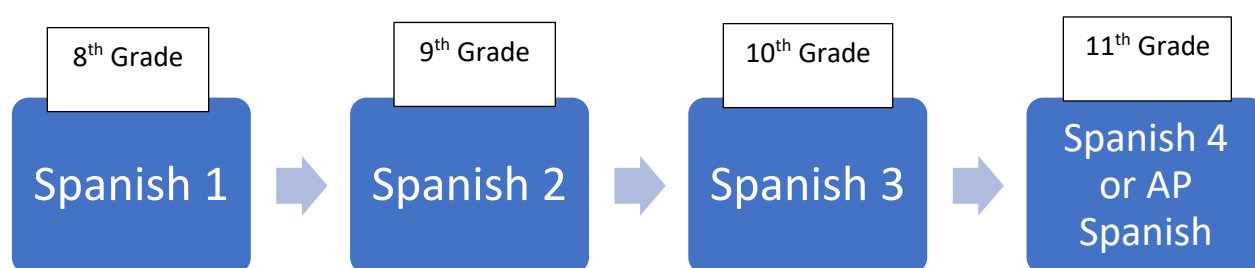 8th Grade
Spanish 1
9th Grade
Spanish 2
10th Grade
Spanish 3
11th Grade
Spanish 4
or AP
Spanish